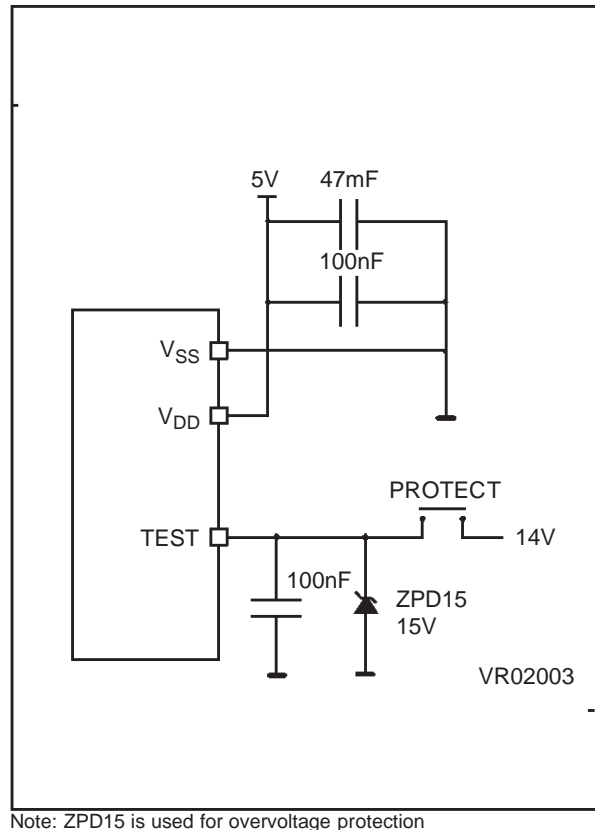 5V 47mF
100nF
VSS
VDD
PROTECT
TEST 14V
100nF ZPD15
15V
VR02003
Note: ZPD15 is used for overvoltage protection